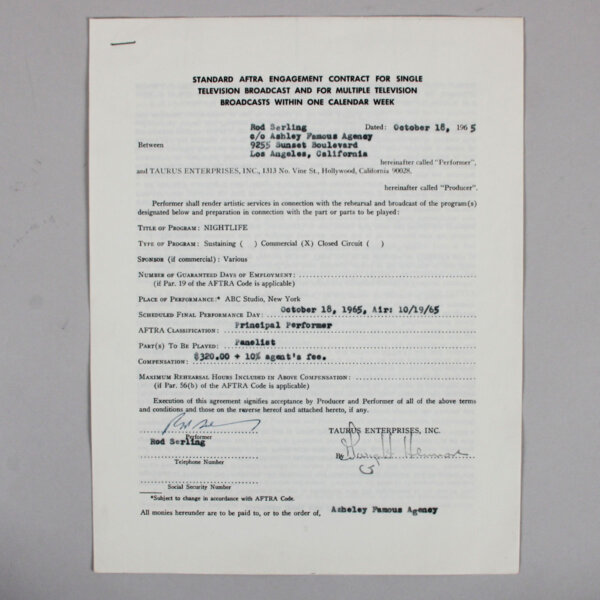 STANDARD AFTRA ENGAGEMENT CONTRACT FOR SINGLE
TELEVISION BROADCAST AND FOR MULTIPLE TELEVISION
BROADCASTS WITHIN ONE CALENDAR WEEK
Rod Serling Dated: October 18, 1965
c/o Ashley Famous Agency
Between 9255 Sunset Boulevard
Los Angeles, California
hereinafter called "Performer",
and TAURUS ENTERPRISES, INC., 1313 No. Vine St., Hollywood, California 90028.
hereinafter called "Producer".
Performer shall render artistic services in connection with the rehearsal and broadcast of the program(s)
designated below and preparation in connection with the part or parts to be played:
TITLE OF PROGRAM: NIGHTLIFE
TYPE OF PROGRAM: Sustaining ( ) Commercial (X) Closed Circuit ( )
SPONSOR (if commercial): Various
NUMBER OF GUARANTEED DAYS OF EMPLOYMENT:
(if Par. 19 of the AFTRA Code is applicable)
PLACE OF PERFORMANCE:* ABC Studio, New York
SCHEDULED FINAL PERFORMANCE DAY: October 18, 1965, Air: 10/19/65
AFTRA CLASSIFICATION: Principal Performer
PART(S) TO BE PLAYED: Panelist
COMPENSATION: $320.00 + 10% agent's fee.
MAXIMUM REHEARSAL HOURS INCLUDED IN ABOVE COMPENSATION:
(if Par. 56(b) of the AFTRA Code is applicable)
Execution of this agreement signifies acceptance by Producer and Performer of all of the above terms
and conditions and those on the reverse hereof and attached hereto, if any.
TAURUS ENTERPRISES, INC.
Performer
Rod Serling
By
Telephone Number
Social Security Number
*Subject to change in accordance with AFTRA Code.
All monies hereunder are to be paid to, or to the order of, Asheley Famous Agency